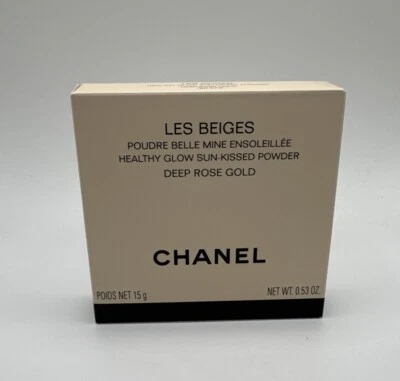 LES BEIGES
POUDRE BELLE MINE ENSOLEILLÉE
HEALTHY GLOW SUN-KISSED POWDER
DEEP ROSE GOLD
CHANEL
POIDS NET 15 g NET WT. 0.53 OZ.